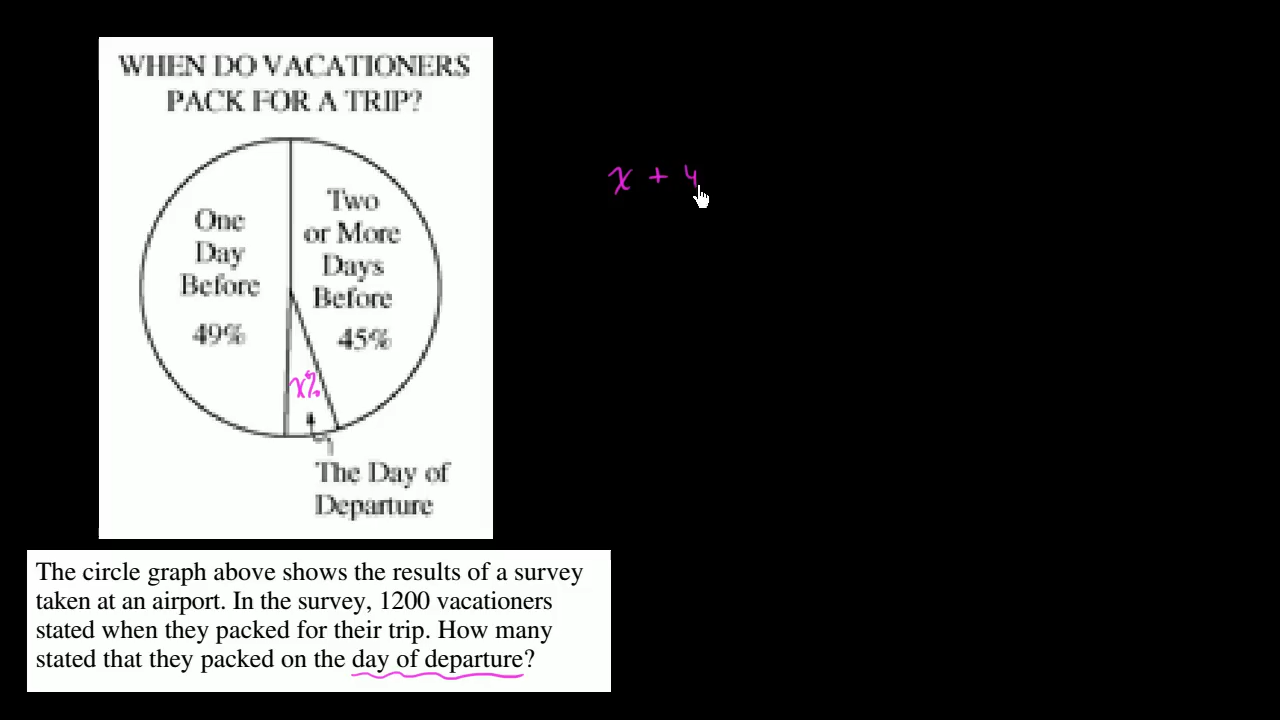 WHEN DO VACATIONERS
PACK FOR A TRIP?
One
Day
Before
49%
Two
or More
Days
Before
45%
x%
The Day of
Departure
x + 4
The circle graph above shows the results of a survey
taken at an airport. In the survey, 1200 vacationers
stated when they packed for their trip. How many
stated that they packed on the day of departure?